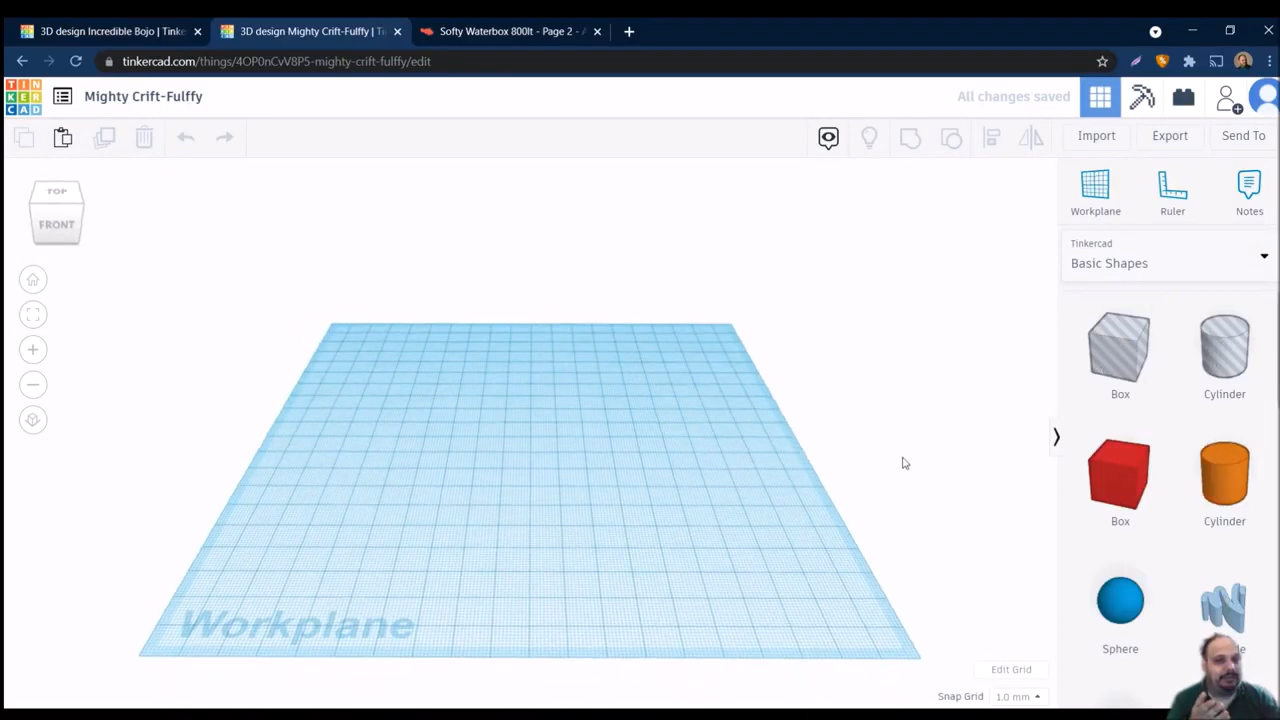 3D design Incredible Bojo | Tinke
3D design Mighty Crift-Fulffy | Ti
Softy Waterbox 800lt - Page 2 - A
tinkercad.com/things/4OP0nCvV8P5-mighty-crift-fulffy/edit
TIN
KER
CAD
Mighty Crift-Fulffy
All changes saved
Import
Export
Send To
TOP
FRONT
Workplane
Ruler
Notes
Tinkercad
Basic Shapes
Box
Cylinder
Box
Cylinder
Sphere
Workplane
Edit Grid
Snap Grid
1.0 mm